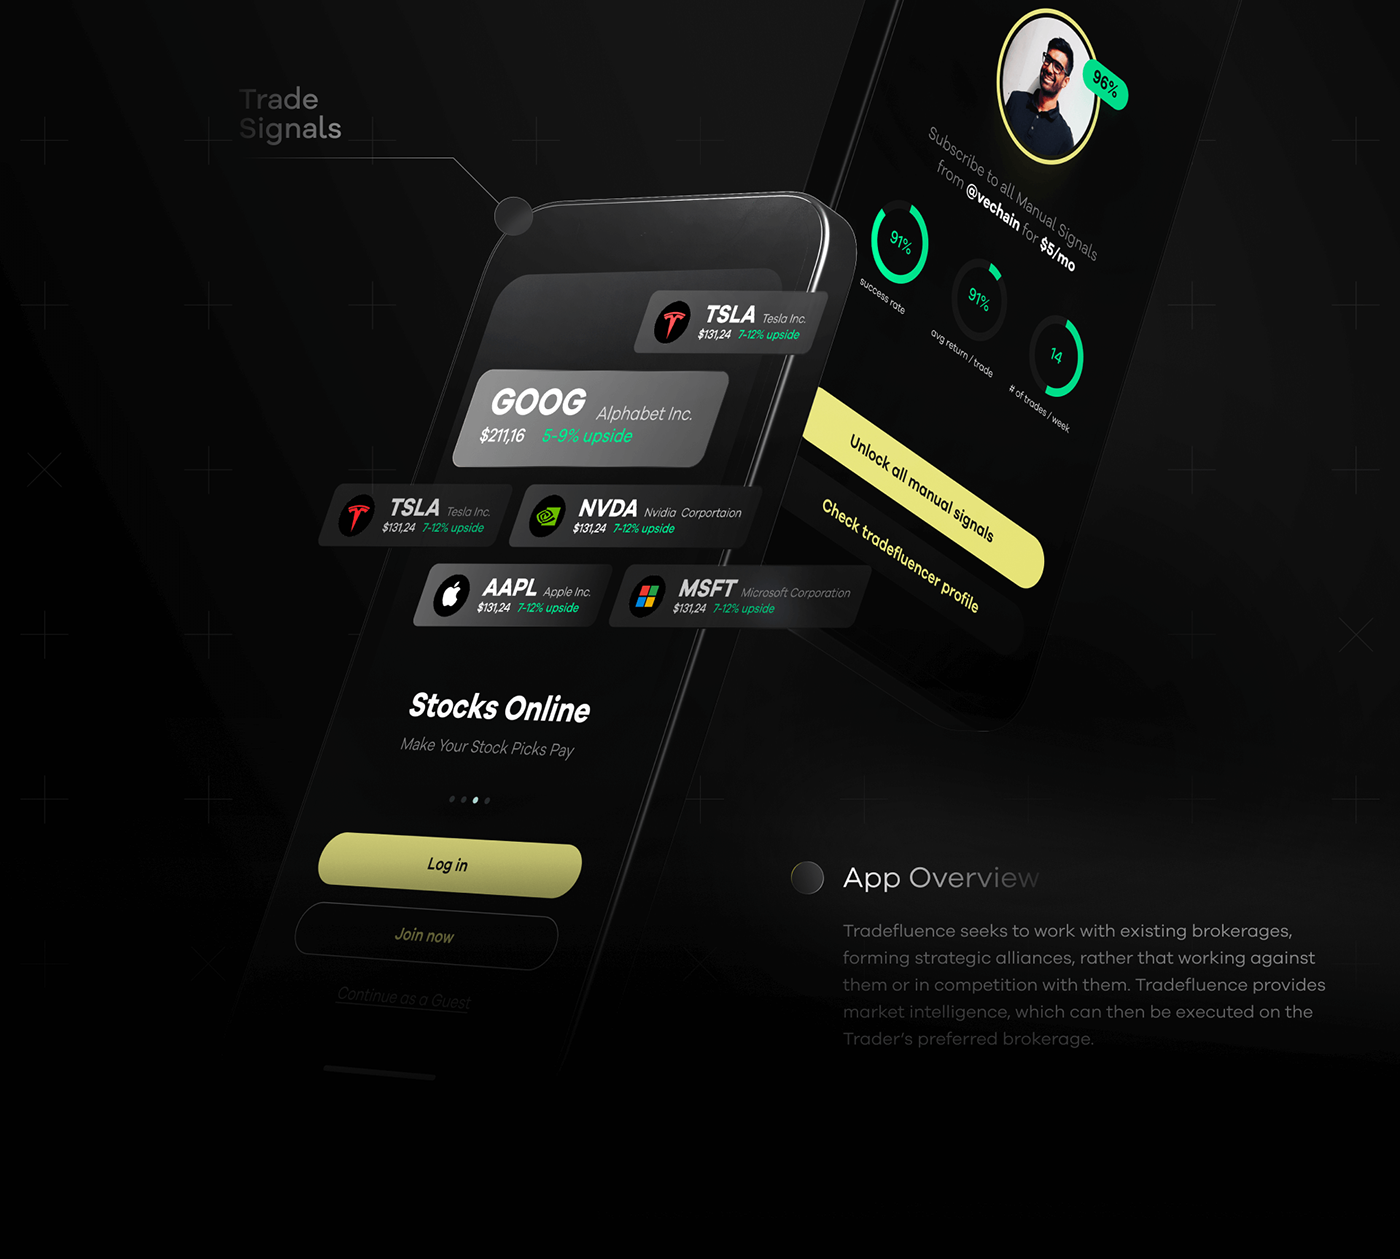 Trade
Signals
96%
Subscribe to all Manual Signals
from @vechain for $5/mo
91%
success rate
91%
avg return / trade
14
# of trades / week
Unlock all manual signals
Check tradefluencer profile
TSLA Tesla Inc.
$131,24 7-12% upside
GOOG Alphabet Inc.
$211,16 5-9% upside
TSLA Tesla Inc.
$131,24 7-12% upside
NVDA Nvidia Corportaion
$131,24 7-12% upside
AAPL Apple Inc.
$131,24 7-12% upside
MSFT Microsoft Corporation
$131,24 7-12% upside
Stocks Online
Make Your Stock Picks Pay
Log in
Join now
Continue as a Guest
App Overview
Tradefluence seeks to work with existing brokerages,
forming strategic alliances, rather that working against
them or in competition with them. Tradefluence provides
market intelligence, which can then be executed on the
Trader's preferred brokerage.